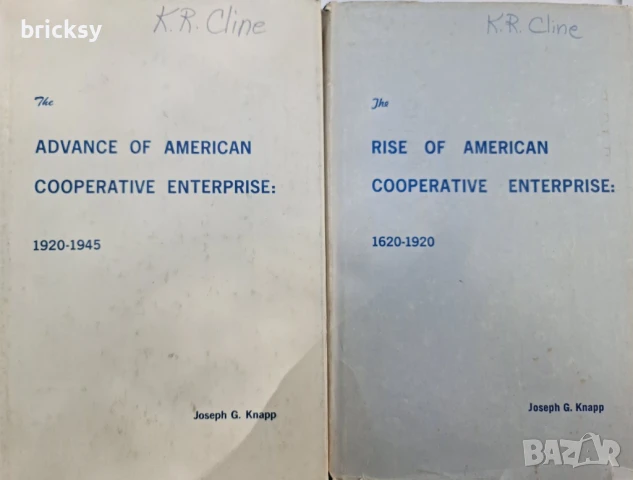 bricksy
K.R. Cline
The
ADVANCE OF AMERICAN
COOPERATIVE ENTERPRISE:
1920-1945
Joseph G. Knapp
K.R. Cline
The
RISE OF AMERICAN
COOPERATIVE ENTERPRISE:
1620-1920
Joseph G. Knapp
BAZAR